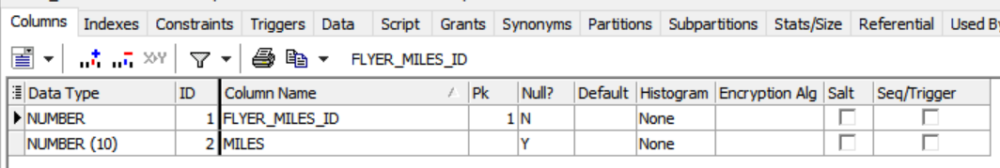 Columns Indexes Constraints Triggers Data Script Grants Synonyms Partitions Subpartitions Stats/Size Referential Used
FLYER_MILES_ID
Data Type ID Column Name Pk Null? Default Histogram Encryption Alg Salt Seq/Trigger
NUMBER 1 FLYER_MILES_ID 1 N None
NUMBER (10) 2 MILES Y None